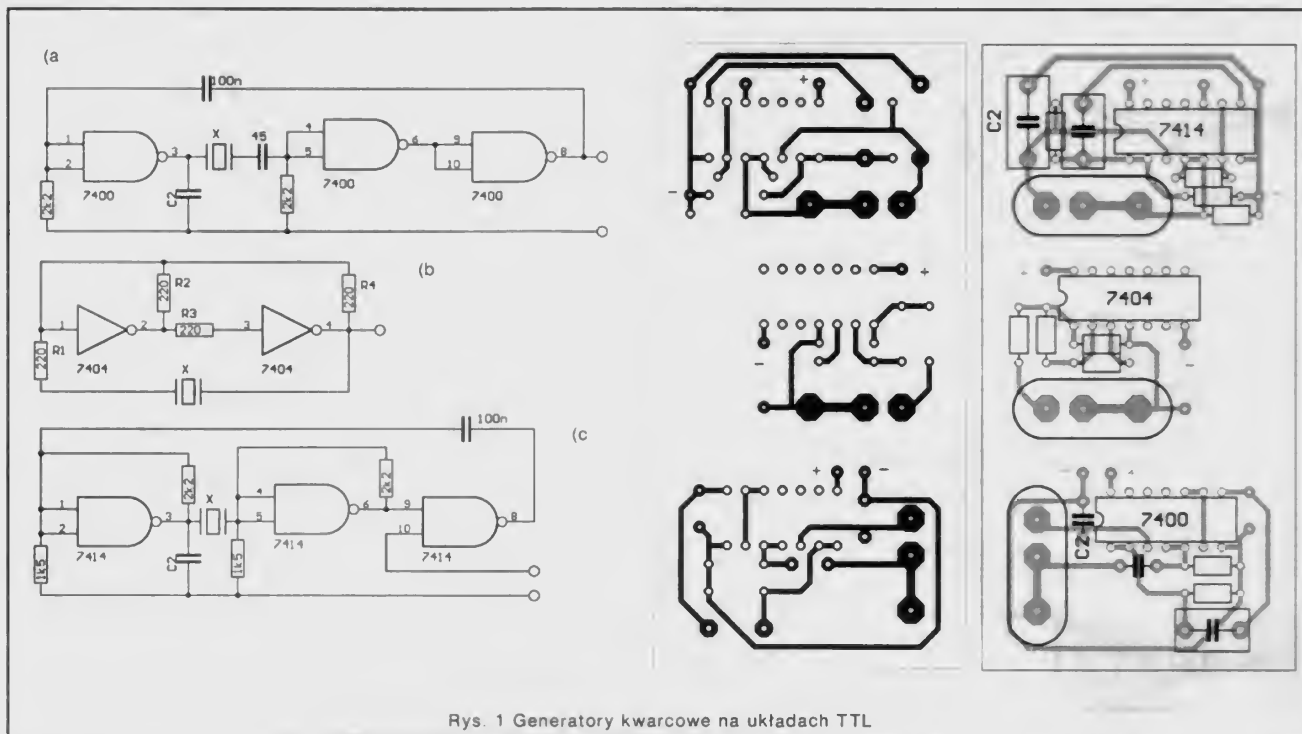 (a
100n
1
2
3
7400
X
45
4
5
6
7400
9
10
8
7400
2k2
C2
2k2
(b
1
2
7404
R1
220
R2
220
R3
220
3
4
7404
R4
220
X
(c
100n
1
2
3
7414
2k2
X
4
5
6
7414
2k2
9
10
8
7414
1k5
C2
1k5
+
-
+
-
+ -
C2
+
7414
-
+
7404
-
- +
7400
C2
Rys. 1 Generatory kwarcowe na układach TTL